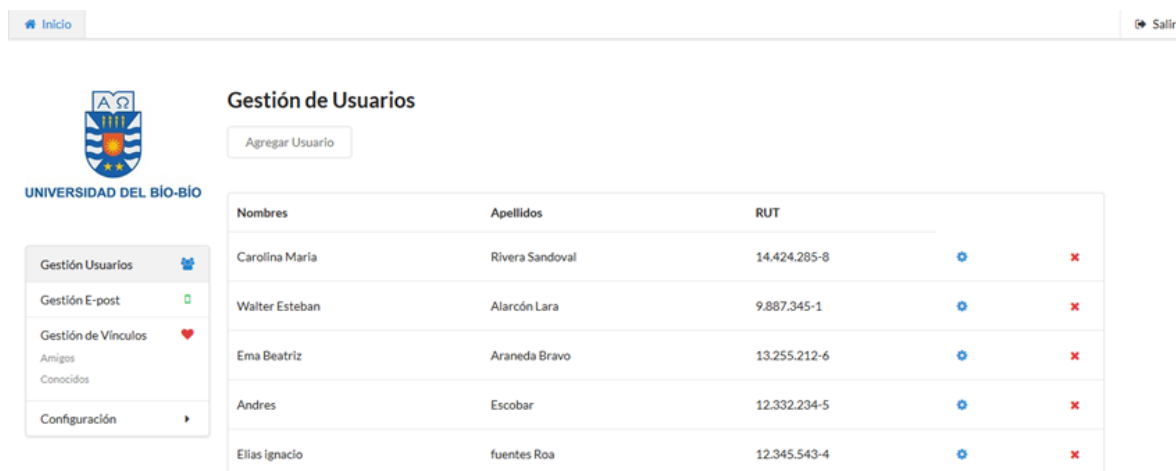 Inicio
Salir
ΑΩ
UNIVERSIDAD DEL BÍO-BÍO
Gestión Usuarios
Gestión E-post
Gestión de Vínculos
Amigos
Conocidos
Configuración
Gestión de Usuarios
Agregar Usuario
Nombres Apellidos RUT
Carolina Maria Rivera Sandoval 14.424.285-8
Walter Esteban Alarcón Lara 9.887.345-1
Ema Beatriz Araneda Bravo 13.255.212-6
Andres Escobar 12.332.234-5
Elias ignacio fuentes Roa 12.345.543-4